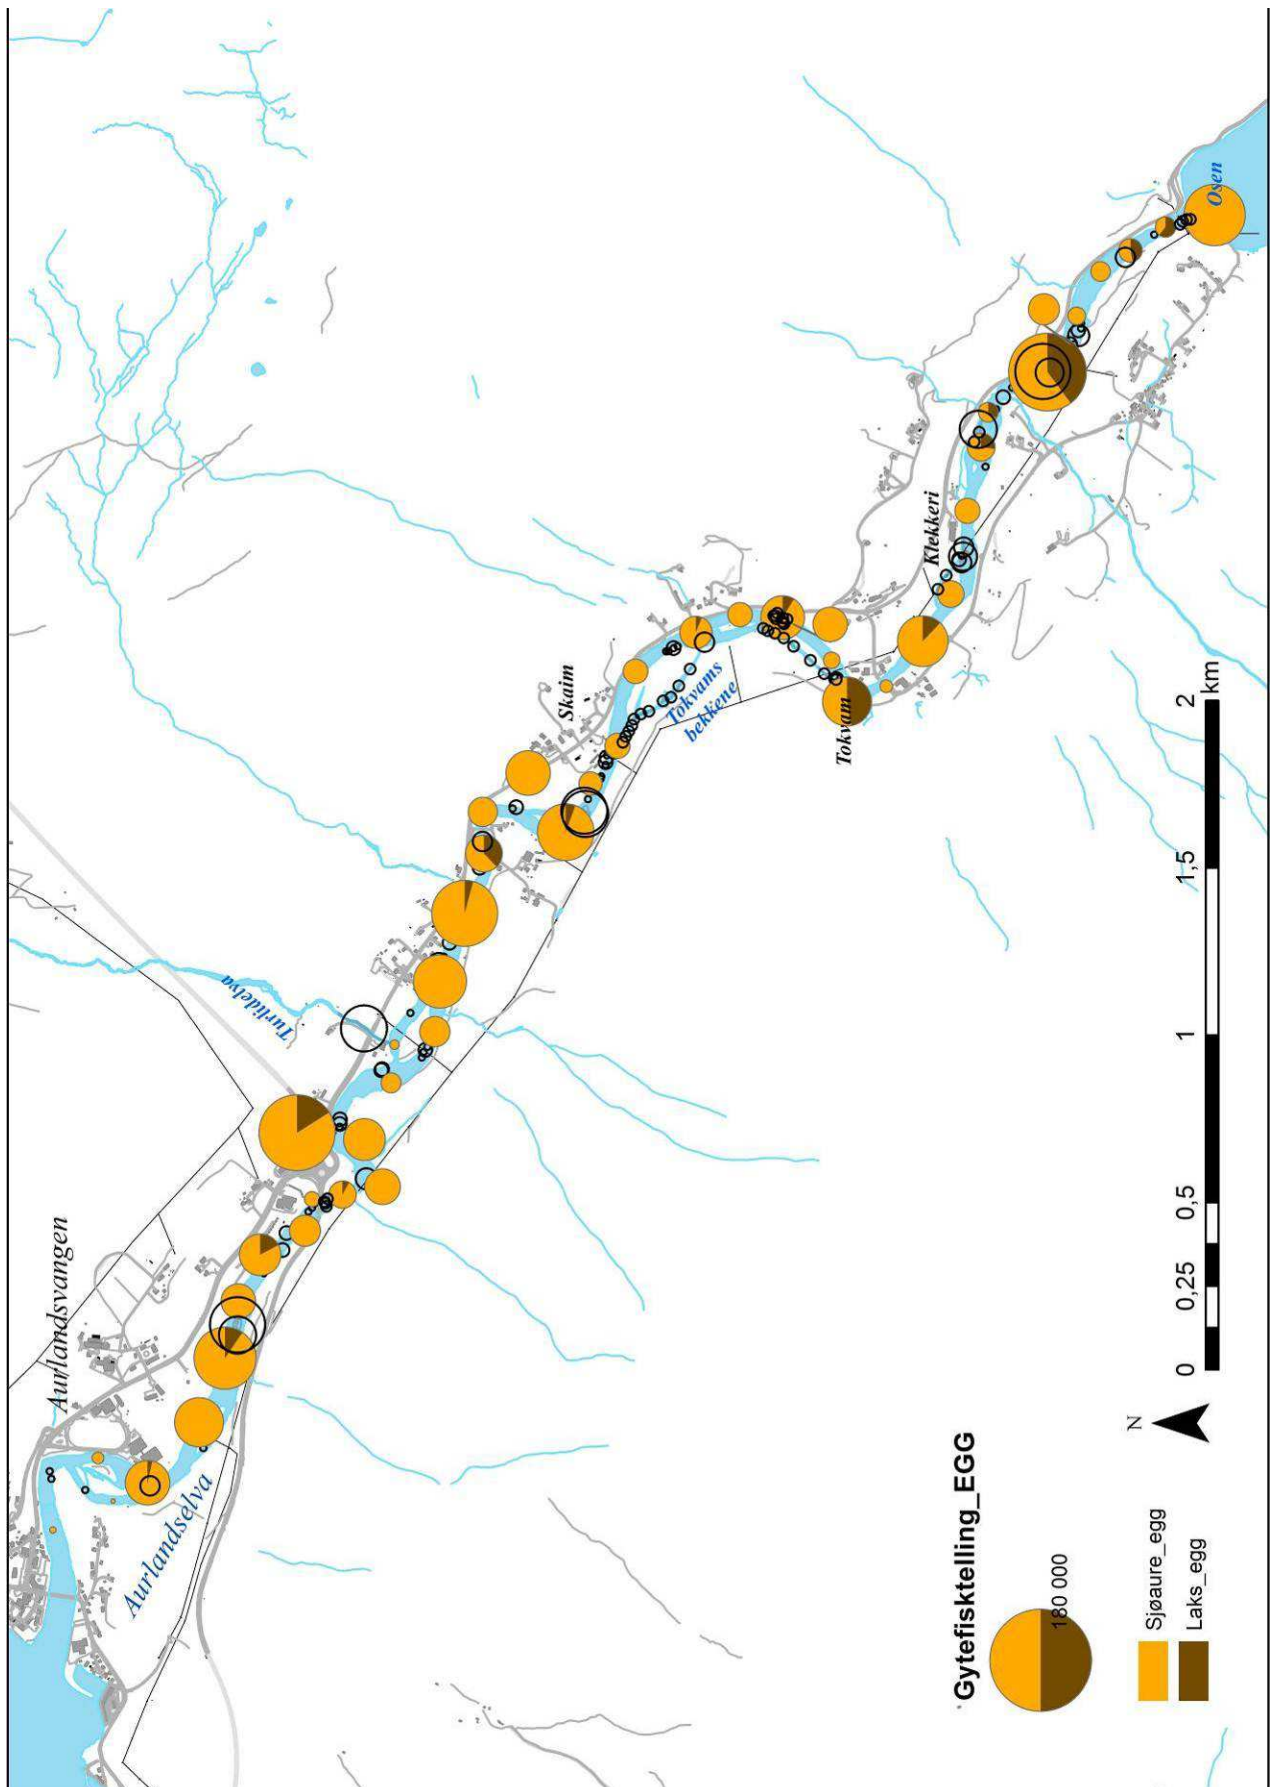 Aurlandsvangen
Aurlandselva
Turlidelva
Skaim
Tokvams
bekkene
Tokvam
Klekkeri
Osen
Gytefisktelling_EGG
180 000
Sjøaure_egg
Laks_egg
N
0 0,25 0,5 1 1,5 2
km